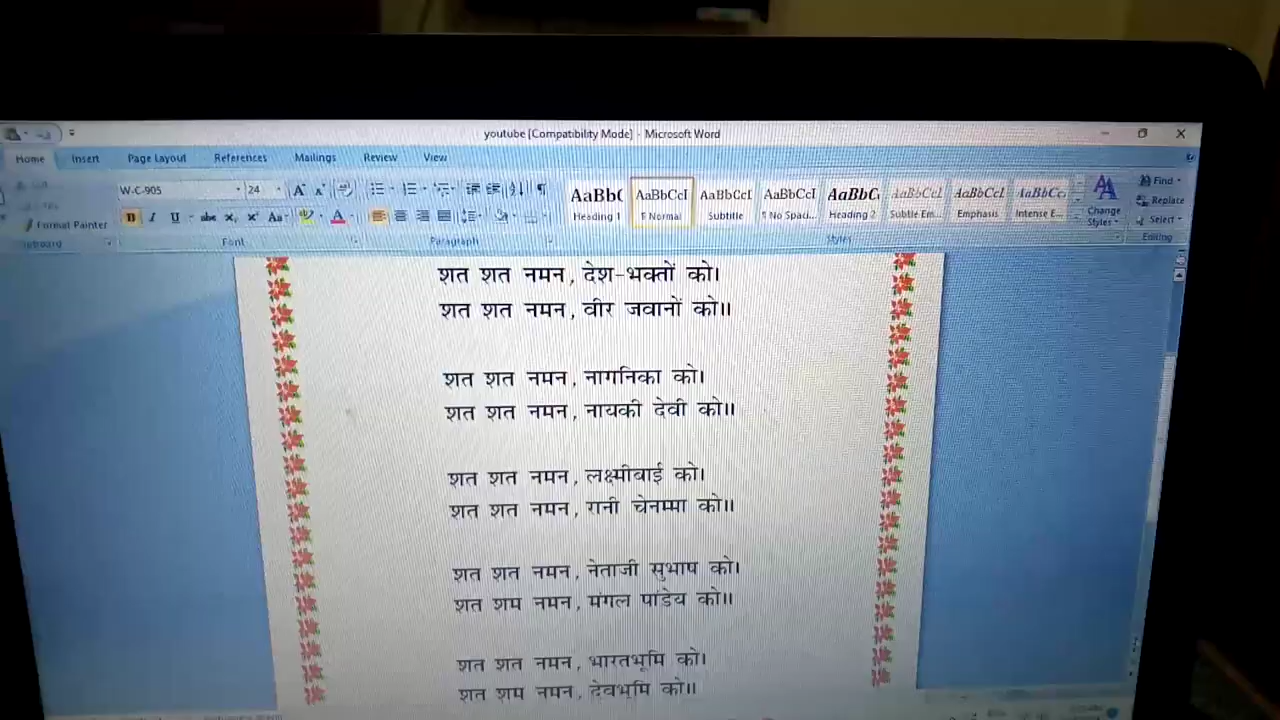 youtube [Compatibility Mode] - Microsoft Word
Home Insert Page Layout References Mailings Review View
W-C-905 24
AaBbC AaBbCcI AaBbCcI AaBbCcI AaBbC AaBbCcI AaBbCcI AaBbCc
Heading 1 ¶ Normal Subtitle ¶ No Spaci... Heading 2 Subtle Em... Emphasis Intense E...
Change Styles
Find
Replace
Select
Format Painter
Font Paragraph Styles Editing
शत शत नमन, देश-भक्तों को।
शत शत नमन, वीर जवानों को॥
शत शत नमन, नागनिका को।
शत शत नमन, नायकी देवी को॥
शत शत नमन, लक्ष्मीबाई को।
शत शत नमन, रानी चेनम्मा को॥
शत शत नमन, नेताजी सुभाष को।
शत शम नमन, मंगल पांडेय को॥
शत शत नमन, भारतभूमि को।
शत शम नमन, देवभूमि को॥